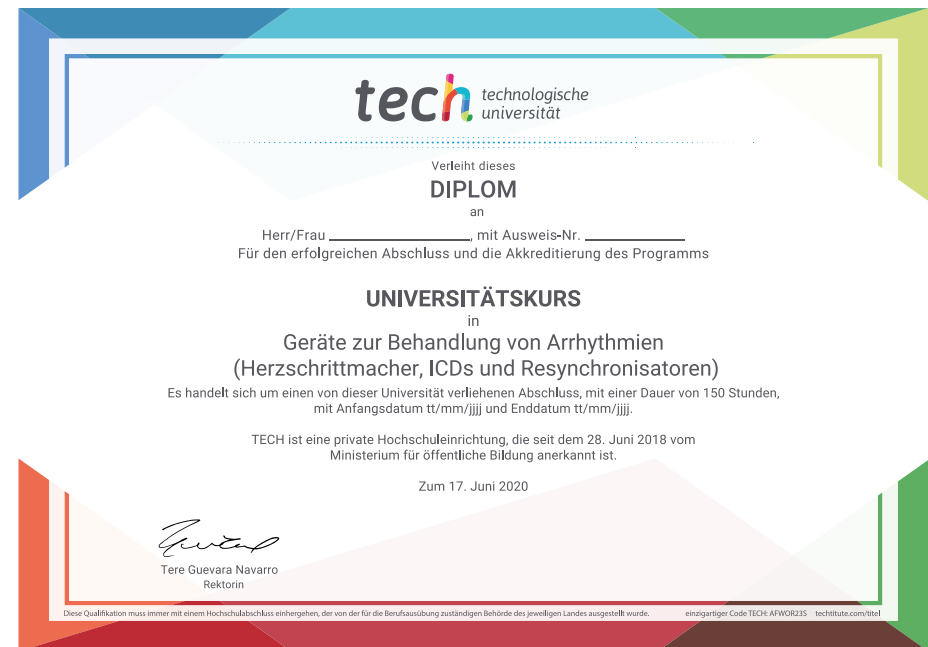 tech technologische
universität
Verleiht dieses
DIPLOM
an
Herr/Frau ____________, mit Ausweis-Nr. ____________
Für den erfolgreichen Abschluss und die Akkreditierung des Programms
UNIVERSITÄTSKURS
in
Geräte zur Behandlung von Arrhythmien
(Herzschrittmacher, ICDs und Resynchronisatoren)
Es handelt sich um einen von dieser Universität verliehenen Abschluss, mit einer Dauer von 150 Stunden,
mit Anfangsdatum tt/mm/jjjj und Enddatum tt/mm/jjjj.
TECH ist eine private Hochschuleinrichtung, die seit dem 28. Juni 2018 vom
Ministerium für öffentliche Bildung anerkannt ist.
Zum 17. Juni 2020
Tere Guevara Navarro
Rektorin
Diese Qualifikation muss immer mit einem Hochschulabschluss einhergehen, der von der für die Berufsausübung zuständigen Behörde des jeweiligen Landes ausgestellt wurde. einzigartiger Code TECH: AFWOR23S techtitute.com/titel